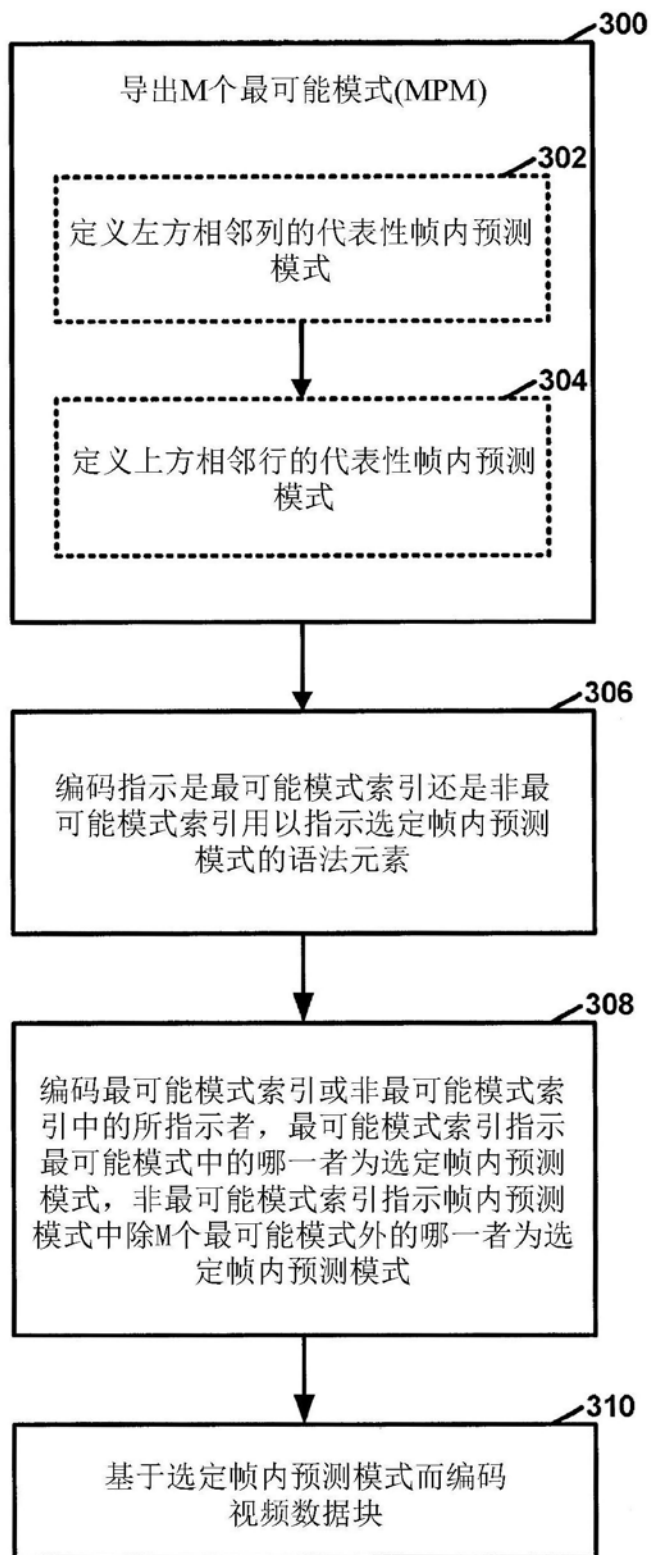 300
导出M个最可能模式(MPM)
302
定义左方相邻列的代表性帧内预测
模式
304
定义上方相邻行的代表性帧内预测
模式
306
编码指示是最可能模式索引还是非最
可能模式索引用以指示选定帧内预测
模式的语法元素
308
编码最可能模式索引或非最可能模式索
引中的所指示者，最可能模式索引指示
最可能模式中的哪一者为选定帧内预测
模式，非最可能模式索引指示帧内预测
模式中除M个最可能模式外的哪一者为选
定帧内预测模式
310
基于选定帧内预测模式而编码
视频数据块